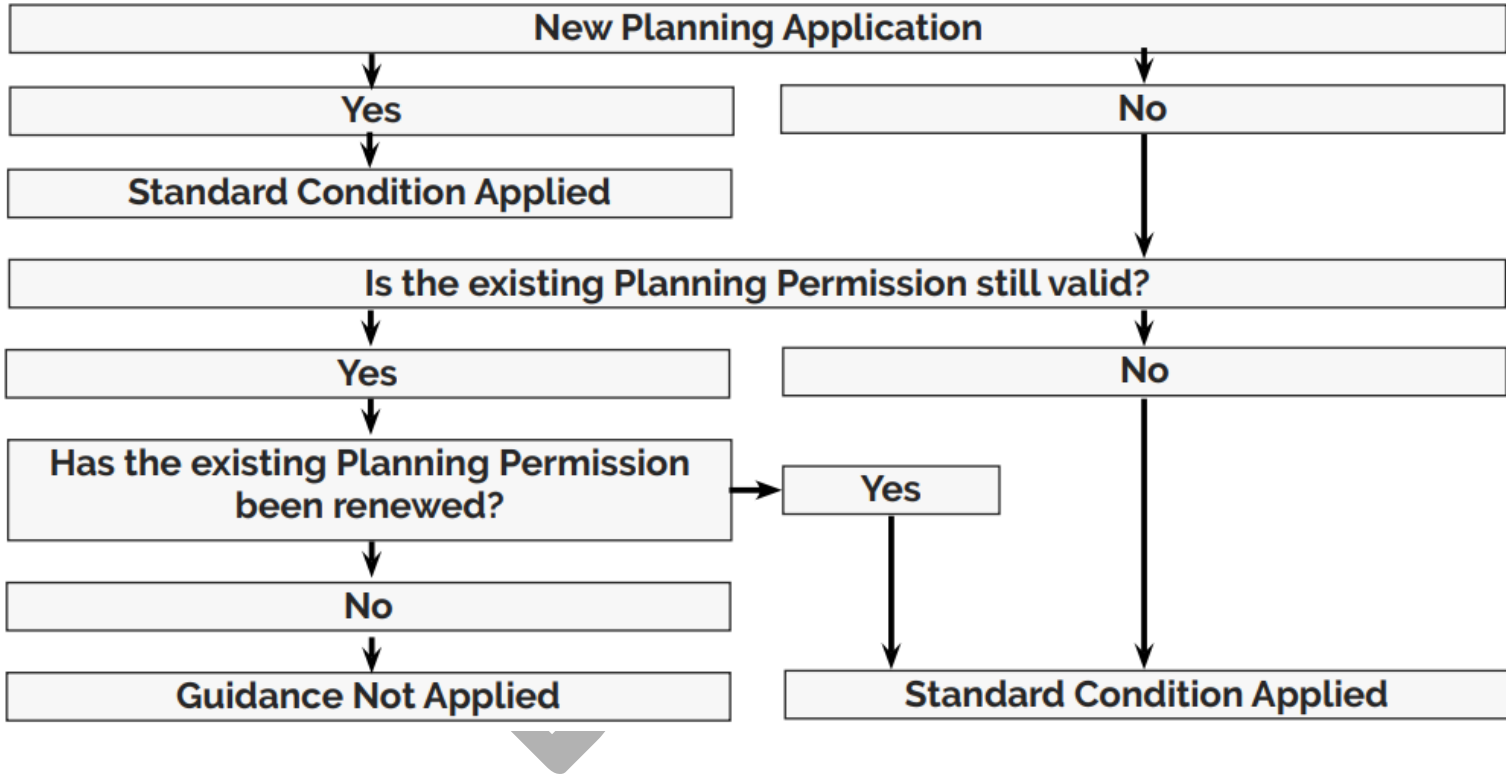 New Planning Application
Yes
No
Standard Condition Applied
Is the existing Planning Permission still valid?
Yes
No
Has the existing Planning Permission
been renewed?
Yes
No
Guidance Not Applied
Standard Condition Applied